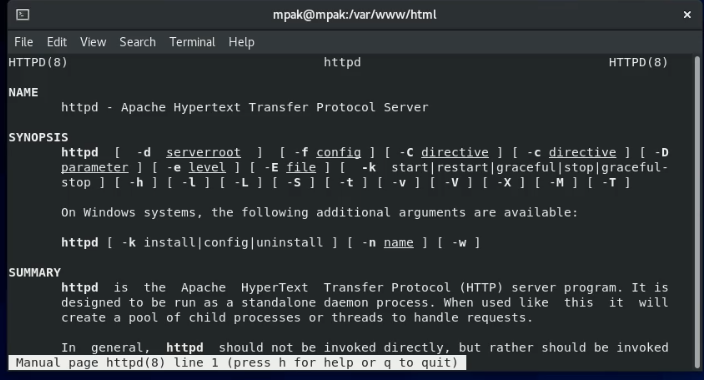 mpak@mpak:/var/www/html
File Edit View Search Terminal Help
HTTPD(8) httpd HTTPD(8)
NAME
httpd - Apache Hypertext Transfer Protocol Server
SYNOPSIS
httpd [ -d serverroot ] [ -f config ] [ -C directive ] [ -c directive ] [ -D
parameter ] [ -e level ] [ -E file ] [ -k start|restart|graceful|stop|graceful-
stop ] [ -h ] [ -l ] [ -L ] [ -S ] [ -t ] [ -v ] [ -V ] [ -X ] [ -M ] [ -T ]
On Windows systems, the following additional arguments are available:
httpd [ -k install|config|uninstall ] [ -n name ] [ -w ]
SUMMARY
httpd is the Apache HyperText Transfer Protocol (HTTP) server program. It is
designed to be run as a standalone daemon process. When used like this it will
create a pool of child processes or threads to handle requests.
In general, httpd should not be invoked directly, but rather should be invoked
Manual page httpd(8) line 1 (press h for help or q to quit)